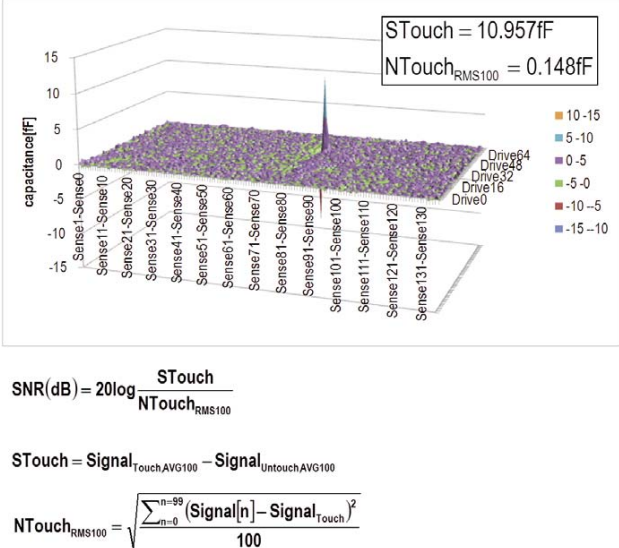 STouch = 10.957fF
NTouch_RMS100 = 0.148fF
15
10
5
0
-5
-10
-15
capacitance[fF]
Sense1-Sense0
Sense11-Sense10
Sense21-Sense20
Sense31-Sense30
Sense41-Sense40
Sense51-Sense50
Sense61-Sense60
Sense71-Sense70
Sense81-Sense80
Sense91-Sense90
Sense101-Sense100
Sense111-Sense110
Sense121-Sense120
Sense131-Sense130
Drive64
Drive48
Drive32
Drive16
Drive0
10 -15
5 -10
0 -5
-5 -0
-10 --5
-15 --10
SNR(dB) = 20log STouch / NTouch_RMS100
STouch = Signal_Touch,AVG100 − Signal_Untouch,AVG100
NTouch_RMS100 = √(∑_{n=0}^{n=99} (Signal[n] − Signal_Touch)² / 100)